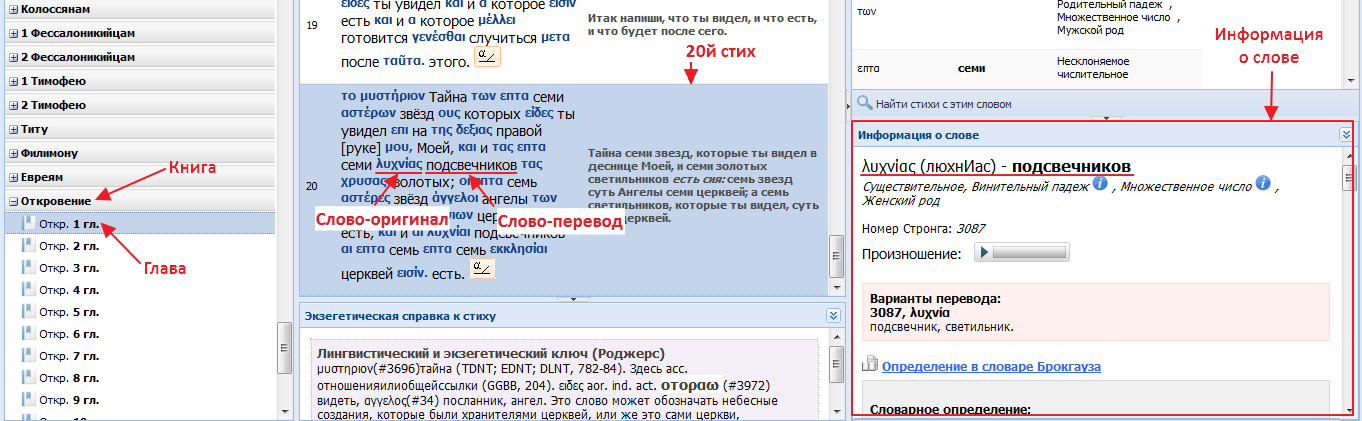 Колоссянам
1 Фессалоникийцам
2 Фессалоникийцам
1 Тимофею
2 Тимофею
Титу
Филимону
Евреям
Откровение
Откр. 1 гл.
Откр. 2 гл.
Откр. 3 гл.
Откр. 4 гл.
Откр. 5 гл.
Откр. 6 гл.
Откр. 7 гл.
Откр. 8 гл.
Откр. 9 гл.
Книга
Глава
19
εἶδες ты увидел καὶ и ἃ которое εἰσὶν
есть καὶ и ἃ которое μέλλει
готовится γενέσθαι случиться μετα
после ταῦτα. этого.
Итак напиши, что ты видел, и что есть,
и что будет после сего.
20й стих
20
το μυστήριον Тайна των επτα семи
αστέρων звёзд ους которых εἶδες ты
увидел επι на της δεξιας правой
[руке] μου, Моей, και и τας επτα
семи λυχνίας подсвечников τας
χρυσας золотых; οι επτα семь
αστέρες звёзд άγγελοι ангелы των
есть, και и αι λυχνίαι
αι επτα семь επτα семь εκκλησίαι
церквей εισίν. есть.
Слово-оригинал
Слово-перевод
Тайна семи звезд, которые ты видел в
деснице Моей, и семи золотых
светильников есть сия: семь звезд
суть Ангелы семи церквей; а семь
светильников, которые ты видел, суть
церквей.
Экзегетическая справка к стиху
Лингвистический и экзегетический ключ (Роджерс)
μυστηριον(#3696)тайна (TDNT; EDNT; DLNT, 782-84). Здесь асс.
отношенияилиобщейссылки (GGBB, 204). ειδες aor. ind. act. οτοραω (#3972)
видеть, αγγελος(#34) посланник, ангел. Это слово может обозначать небесные
создания, которые были хранителями церквей, или же это сами церкви,
των
Родительный падеж ,
Множественное число ,
Мужской род
επτα
семи
Несклоняемое
числительное
Информация
о слове
Найти стихи с этим словом
Информация о слове
λυχνίας (люхнИас) - подсвечников
Существительное, Винительный падеж , Множественное число ,
Женский род
Номер Стронга: 3087
Произношение:
Варианты перевода:
3087, λυχνία
подсвечник, светильник.
Определение в словаре Брокгауза
Словарное определение: